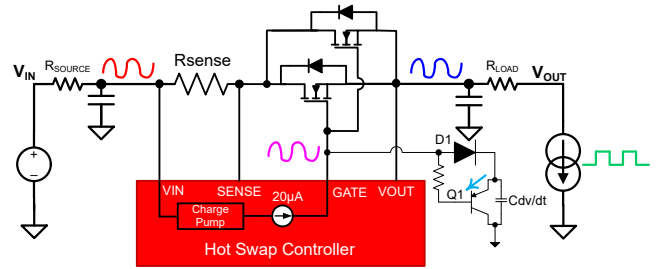 VIN
RSOURCE
Rsense
RLOAD
VOUT
D1
Q1
Cdv/dt
VIN
SENSE
20µA
GATE
VOUT
Charge
Pump
Hot Swap Controller
+
−